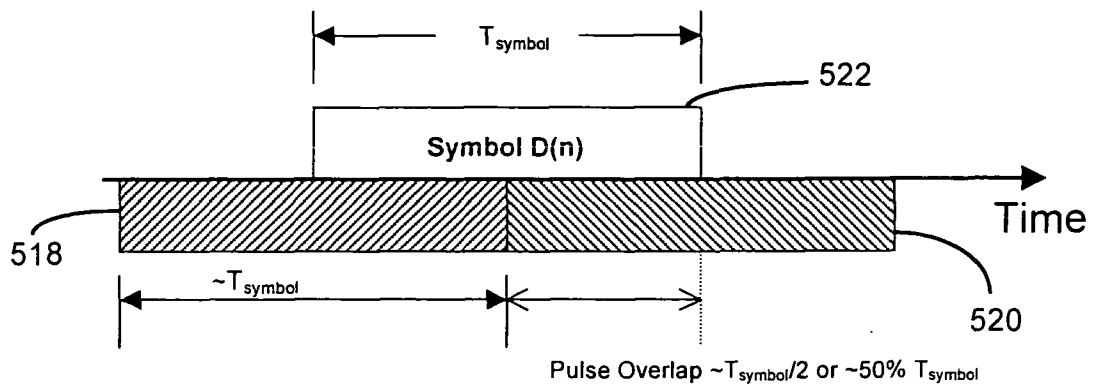 T_symbol
522
Symbol D(n)
Time
518
~T_symbol
520
Pulse Overlap ~T_symbol/2 or ~50% T_symbol